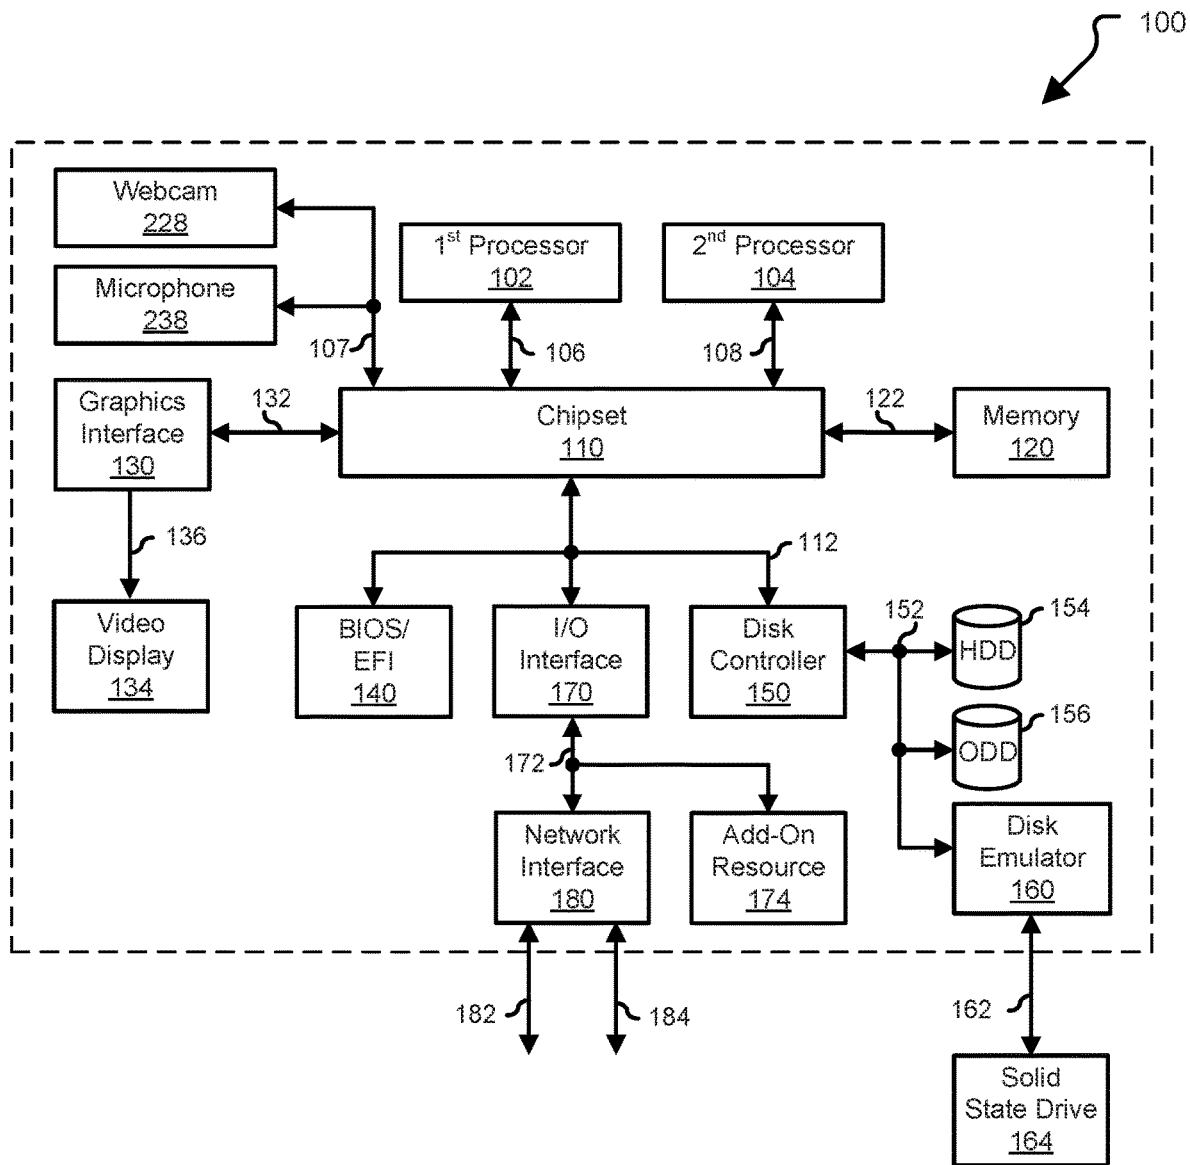 100
Webcam
228
Microphone
238
107
1st Processor
102
106
2nd Processor
104
108
Graphics
Interface
130
132
Chipset
110
122
Memory
120
136
Video
Display
134
112
BIOS/
EFI
140
I/O
Interface
170
Disk
Controller
150
152
HDD
154
ODD
156
172
Network
Interface
180
Add-On
Resource
174
Disk
Emulator
160
182
184
162
Solid
State Drive
164